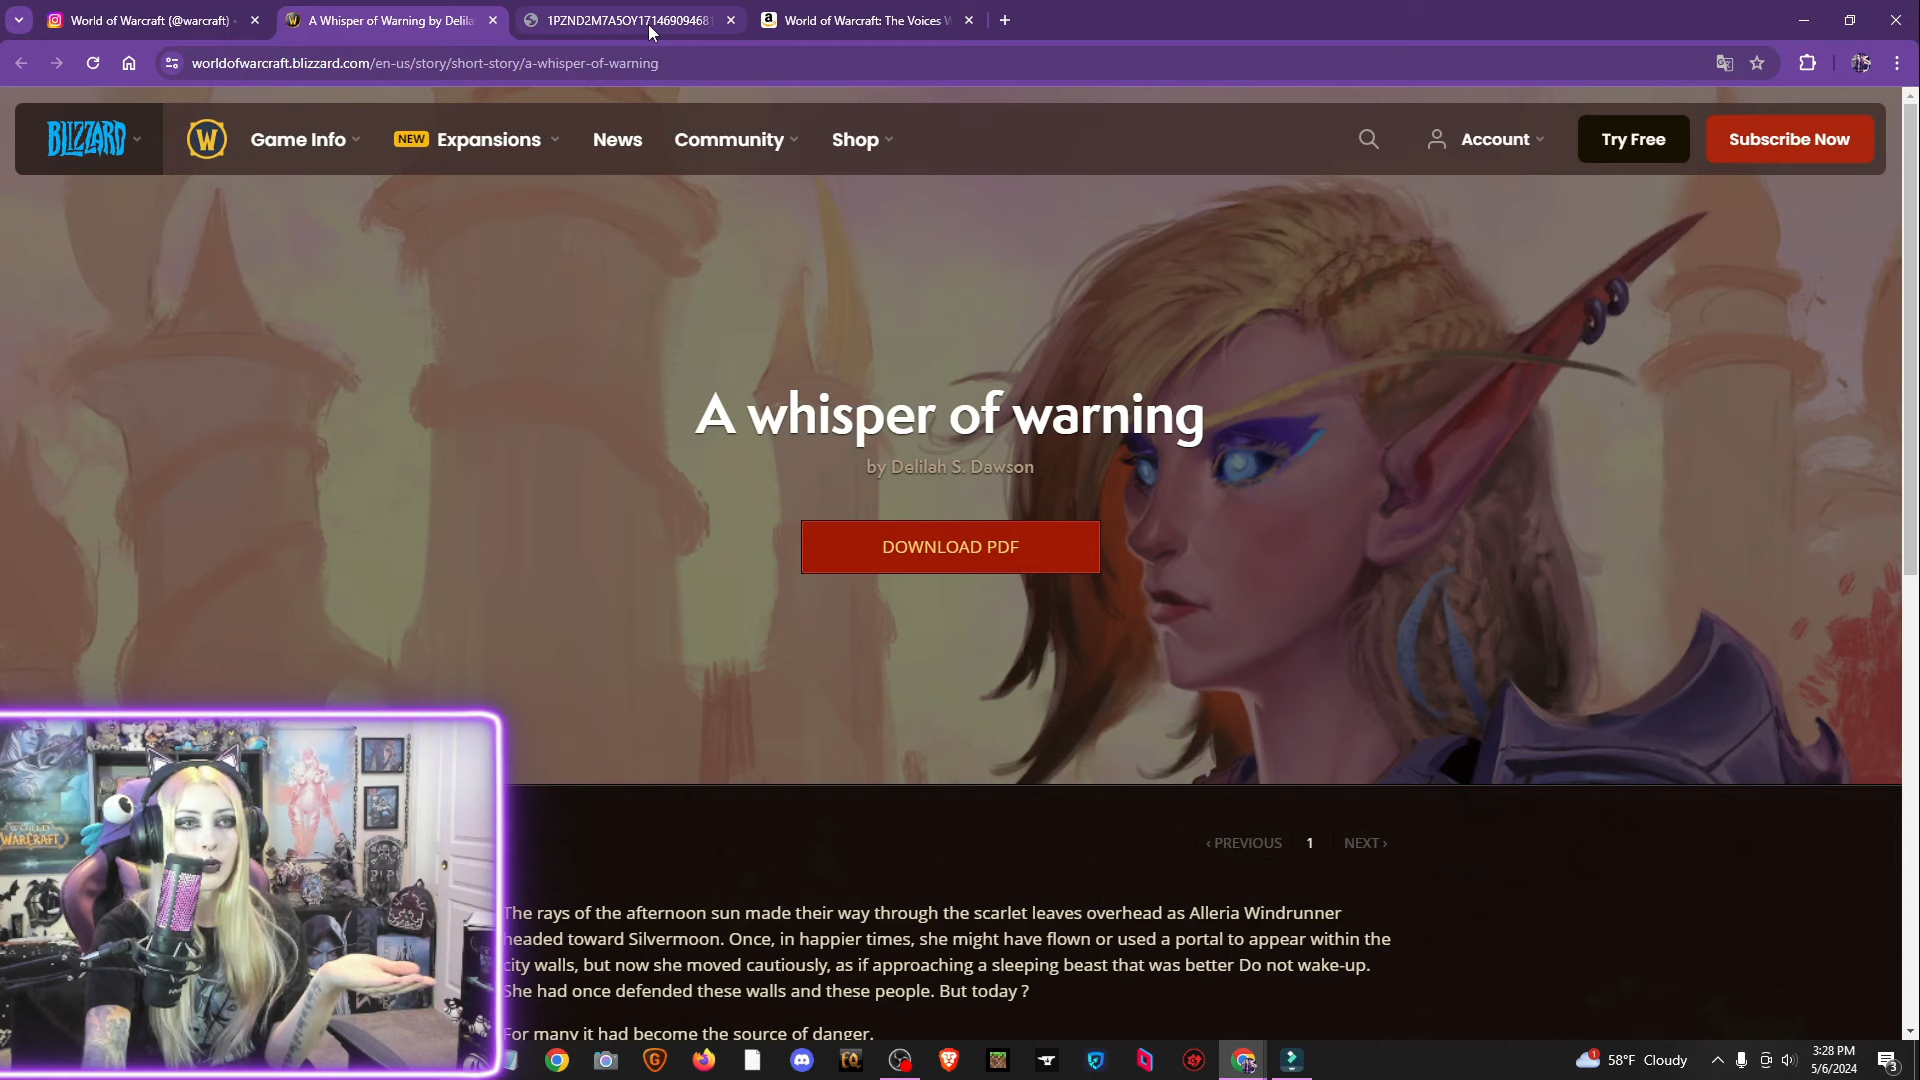 World of Warcraft (@warcraft)
A Whisper of Warning by Delila
1PZND2M7A5OY171469094681
World of Warcraft: The Voices W
worldofwarcraft.blizzard.com/en-us/story/short-story/a-whisper-of-warning
BLIZZARD
W
Game Info
NEW Expansions
News
Community
Shop
Account
Try Free
Subscribe Now
A whisper of warning
by Delilah S. Dawson
DOWNLOAD PDF
‹ PREVIOUS 1 NEXT ›
The rays of the afternoon sun made their way through the scarlet leaves overhead as Alleria Windrunner
headed toward Silvermoon. Once, in happier times, she might have flown or used a portal to appear within the
city walls, but now she moved cautiously, as if approaching a sleeping beast that was better Do not wake-up.
She had once defended these walls and these people. But today ?
For many it had become the source of danger.
WORLD
WARCRAFT
RIP
58°F Cloudy
3:28 PM
5/6/2024
3